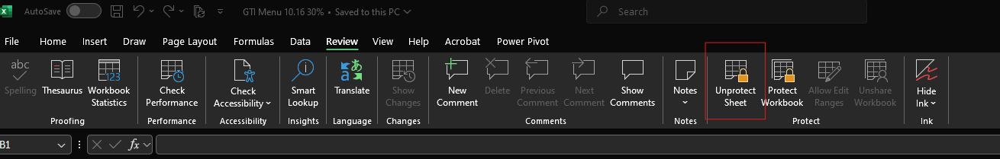 AutoSave
GTI Menu 10.16 30% • Saved to this PC
Search
File Home Insert Draw Page Layout Formulas Data Review View Help Acrobat Power Pivot
abc
Spelling
Thesaurus
123
Workbook
Statistics
Proofing
Check
Performance
Performance
Check
Accessibility
Accessibility
Smart
Lookup
Insights
a あ
Translate
Language
Show
Changes
Changes
New
Comment
Delete
Previous
Comment
Next
Comment
Show
Comments
Comments
Notes
Notes
Unprotect
Sheet
Protect
Workbook
Allow Edit
Ranges
Unshare
Workbook
Protect
Hide
Ink
Ink
B1
fx